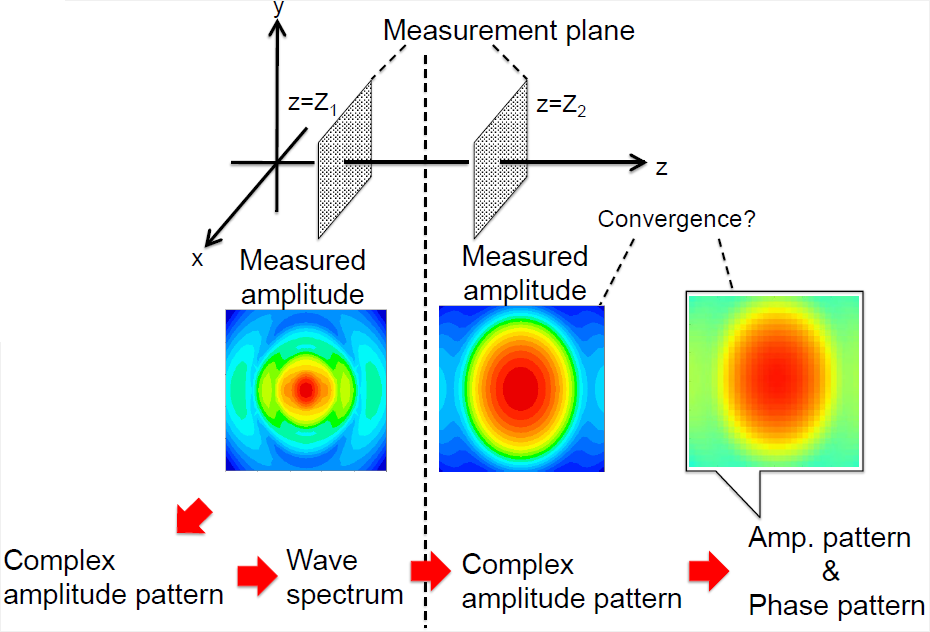 y
Measurement plane
z=Z1
z=Z2
z
x
Convergence?
Measured
amplitude
Measured
amplitude
Complex
amplitude pattern
Wave
spectrum
Complex
amplitude pattern
Amp. pattern
&
Phase pattern